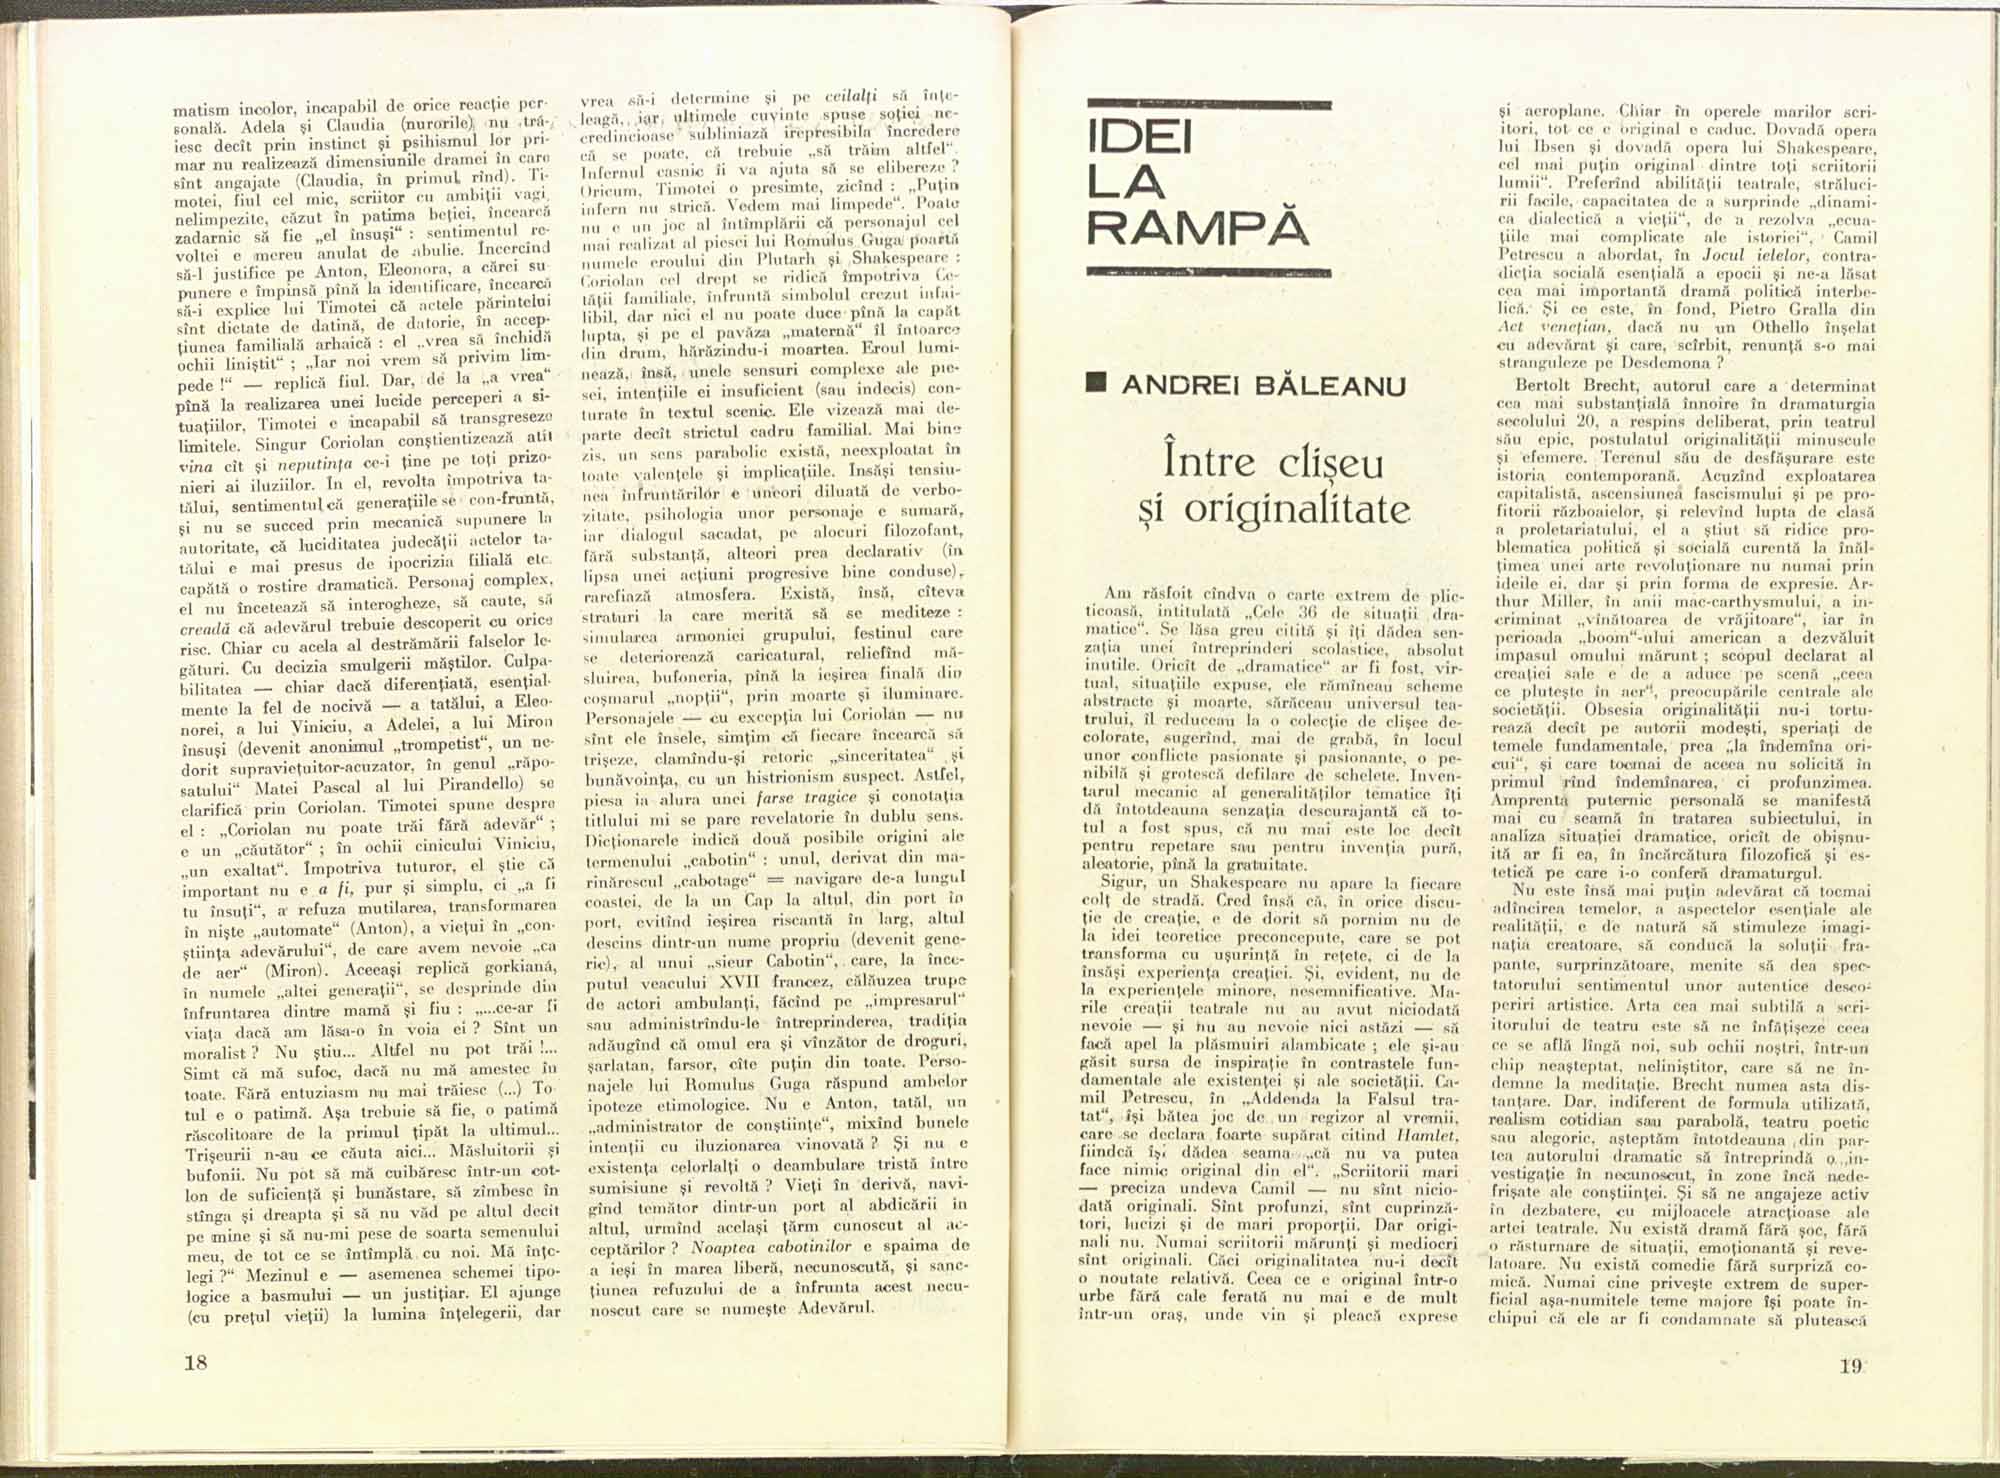 matism incolor, incapabil de orice reacție per-
sonală. Adela și Claudia (nurorile) nu tră-
iesc decît prin instinct și psihismul lor pri-
mar nu realizează dimensiunile dramei în care
sînt angajate (Claudia, în primul rînd). Ti-
motei, fiul cel mic, scriitor cu ambiții vagi,
nelimpezite, căzut în patima beției, încearcă
zadarnic să fie „el însuși“ : sentimentul re-
voltei e mereu anulat de abulie. Încercînd
să-l justifice pe Anton, Eleonora, a cărei su
punere e împinsă pînă la identificare, încearcă
să-i explice lui Timotei că actele părintelui
sînt dictate de datină, de datorie, în accep-
țiunea familială arhaică : el „vrea să închidă
ochii liniștit“ ; „Iar noi vrem să privim lim-
pede !“ — replică fiul. Dar, de la „a vrea“
pînă la realizarea unei lucide perceperi a si-
tuațiilor, Timotei e incapabil să transgreseze
limitele. Singur Coriolan conștientizează atît
vina cît și neputința ce-i ține pe toți prizo-
nieri ai iluziilor. In el, revolta împotriva ta-
tălui, sentimentul că generațiile se con-fruntă,
și nu se succed prin mecanică supunere la
autoritate, că luciditatea judecății actelor ta-
tălui e mai presus de ipocrizia filială etc.
capătă o rostire dramatică. Personaj complex,
el nu încetează să interogheze, să caute, să
creadă că adevărul trebuie descoperit cu orice
risc. Chiar cu acela al destrămării falselor le-
gături. Cu decizia smulgerii măștilor. Culpa-
bilitatea — chiar dacă diferențiată, esențial-
mente la fel de nocivă — a tatălui, a Eleo-
norei, a lui Viniciu, a Adelei, a lui Miron
însuși (devenit anonimul „trompetist“, un ne-
dorit supraviețuitor-acuzator, în genul „răpo-
satului“ Matei Pascal al lui Pirandello) se
clarifică prin Coriolan. Timotei spune despre
el : „Coriolan nu poate trăi fără adevăr“ ;
e un „căutător“ ; în ochii cinicului Viniciu,
„un exaltat“. Împotriva tuturor, el știe că
important nu e a fi, pur și simplu, ci „a fi
tu însuți“, a refuza mutilarea, transformarea
în niște „automate“ (Anton), a viețui în „con-
știința adevărului“, de care avem nevoie „ca
de aer“ (Miron). Aceeași replică gorkiană,
în numele „altei generații“, se desprinde din
înfruntarea dintre mamă și fiu : „...ce-ar fi
viața dacă am lăsa-o în voia ei ? Sînt un
moralist ? Nu știu... Altfel nu pot trăi !...
Simt că mă sufoc, dacă nu mă amestec în
toate. Fără entuziasm nu mai trăiesc (...) To
tul e o patimă. Așa trebuie să fie, o patimă
răscolitoare de la primul țipăt la ultimul...
Trișeurii n-au ce căuta aici... Măsluitorii și
bufonii. Nu pot să mă cuibăresc într-un cot-
lon de suficiență și bunăstare, să zîmbesc în
stînga și dreapta și să nu văd pe altul decît
pe mine și să nu-mi pese de soarta semenului
meu, de tot ce se întîmplă cu noi. Mă înțe-
legi ?“ Mezinul e — asemenea schemei tipo-
logice a basmului — un justițiar. El ajunge
(cu prețul vieții) la lumina înțelegerii, dar
18
vrea să-i determine și pe ceilalți să înțe-
leagă, iar ultimele cuvinte spuse soției ne-
credincioase subliniază irepresibila încredere
că se poate, că trebuie „să trăim altfel“.
Infernul casnic îi va ajuta să se elibereze ?
Oricum, Timotei o presimte, zicînd : „Puțin
infern nu strică. Vedem mai limpede“. Poate
nu e un joc al întîmplării că personajul cel
mai realizat al piesei lui Romulus Guga poartă
numele eroului din Plutarh și Shakespeare :
Coriolan cel drept se ridică împotriva Ce-
tății familiale, înfruntă simbolul crezut infai-
libil, dar nici el nu poate duce pînă la capăt
lupta, și pe el pavăza „maternă“ îl întoarce
din drum, hărăzindu-i moartea. Eroul lumi-
nează, însă, unele sensuri complexe ale pie-
sei, intențiile ei insuficient (sau indecis) con-
turate în textul scenic. Ele vizează mai de-
parte decît strictul cadru familial. Mai bine
zis, un sens parabolic există, neexploatat în
toate valențele și implicațiile. Însăși tensiu-
nea înfruntărilor e uneori diluată de verbo-
zitate, psihologia unor personaje e sumară,
iar dialogul sacadat, pe alocuri filozofant,
fără substanță, alteori prea declarativ (în
lipsa unei acțiuni progresive bine conduse),
rarefiază atmosfera. Există, însă, cîteva
straturi la care merită să se mediteze :
simularea armoniei grupului, festinul care
se deteriorează caricatural, reliefînd mă-
sluirea, bufoneria, pînă la ieșirea finală din
coșmarul „nopții“, prin moarte și iluminare.
Personajele — cu excepția lui Coriolan — nu
sînt ele însele, simțim că fiecare încearcă să
trișeze, clamîndu-și retoric „sinceritatea“ și
bunăvoința, cu un histrionism suspect. Astfel,
piesa ia alura unei farse tragice și conotația
titlului mi se pare revelatorie în dublu sens.
Dicționarele indică două posibile origini ale
termenului „cabotin“ : unul, derivat din ma-
rinărescul „cabotage“ = navigare de-a lungul
coastei, de la un Cap la altul, din port în
port, evitînd ieșirea riscantă în larg, altul
descins dintr-un nume propriu (devenit gene-
ric), al unui „sieur Cabotin“, care, la înce-
putul veacului XVII francez, călăuzea trupe
de actori ambulanți, făcînd pe „impresarul“
sau administrîndu-le întreprinderea, tradiția
adăugînd că omul era și vînzător de droguri,
șarlatan, farsor, cîte puțin din toate. Perso-
najele lui Romulus Guga răspund ambelor
ipoteze etimologice. Nu e Anton, tatăl, un
„administrator de conștiințe“, mixînd bunele
intenții cu iluzionarea vinovată ? Și nu e
existența celorlalți o deambulare tristă între
sumisiune și revoltă ? Vieți în derivă, navi-
gînd temător dintr-un port al abdicării în
altul, urmînd același țărm cunoscut al ac-
ceptărilor ? Noaptea cabotinilor e spaima de
a ieși în marea liberă, necunoscută, și sanc-
țiunea refuzului de a înfrunta acest necu-
noscut care se numește Adevărul.
IDEI
LA
RAMPĂ
■ ANDREI BĂLEANU
Între clișeu
și originalitate
Am răsfoit cîndva o carte extrem de plic-
ticoasă, intitulată „Cele 36 de situații dra-
matice“. Se lăsa greu citită și îți dădea sen-
zația unei întreprinderi scolastice, absolut
inutile. Oricît de „dramatice“ ar fi fost, vir-
tual, situațiile expuse, ele rămîneau scheme
abstracte și moarte, sărăceau universul tea-
trului, îl reduceau la o colecție de clișee de-
colorate, sugerînd, mai de grabă, în locul
unor conflicte pasionate și pasionante, o pe-
nibilă și grotescă defilare de schelete. Inven-
tarul mecanic al generalităților tematice îți
dă întotdeauna senzația descurajantă că to-
tul a fost spus, că nu mai este loc decît
pentru repetare sau pentru invenția pură,
aleatorie, pînă la gratuitate.
Sigur, un Shakespeare nu apare la fiecare
colț de stradă. Cred însă că, în orice discu-
ție de creație, e de dorit să pornim nu de
la idei teoretice preconcepute, care se pot
transforma cu ușurință în rețete, ci de la
însăși experiența creației. Și, evident, nu de
la experiențele minore, nesemnificative. Ma-
rile creații teatrale nu au avut niciodată
nevoie — și nu au nevoie nici astăzi — să
facă apel la plăsmuiri alambicate ; ele și-au
găsit sursa de inspirație în contrastele fun-
damentale ale existenței și ale societății. Ca-
mil Petrescu, în „Addenda la Falsul tra-
tat“, își bătea joc de un regizor al vremii,
care se declara foarte supărat citind Hamlet,
fiindcă își dădea seama „că nu va putea
face nimic original din el“. „Scriitorii mari
— preciza undeva Camil — nu sînt nicio-
dată originali. Sînt profunzi, sînt cuprinză-
tori, lucizi și de mari proporții. Dar origi-
nali nu. Numai scriitorii mărunți și mediocri
sînt originali. Căci originalitatea nu-i decît
o noutate relativă. Ceea ce e original într-o
urbe fără cale ferată nu mai e de mult
într-un oraș, unde vin și pleacă exprese
și aeroplane. Chiar în operele marilor scri-
itori, tot ce e original e caduc. Dovadă opera
lui Ibsen și dovadă opera lui Shakespeare,
cel mai puțin original dintre toți scriitorii
lumii“. Preferînd abilității teatrale, străluci-
rii facile, capacitatea de a surprinde „dinami-
ca dialectică a vieții“, de a rezolva „ecua-
țiile mai complicate ale istoriei“, Camil
Petrescu a abordat, în Jocul ielelor, contra-
dicția socială esențială a epocii și ne-a lăsat
cea mai importantă dramă politică interbe-
lică. Și ce este, în fond, Pietro Gralla din
Act venețian, dacă nu un Othello înșelat
cu adevărat și care, scîrbit, renunță s-o mai
stranguleze pe Desdemona ?
Bertolt Brecht, autorul care a determinat
cea mai substanțială înnoire în dramaturgia
secolului 20, a respins deliberat, prin teatrul
său epic, postulatul originalității minuscule
și efemere. Terenul său de desfășurare este
istoria contemporană. Acuzînd exploatarea
capitalistă, ascensiunea fascismului și pe pro-
fitorii războaielor, și relevînd lupta de clasă
a proletariatului, el a știut să ridice pro-
blematica politică și socială curentă la înăl-
țimea unei arte revoluționare nu numai prin
ideile ei, dar și prin forma de expresie. Ar-
thur Miller, în anii mac-carthysmului, a in-
criminat „vînătoarea de vrăjitoare“, iar în
perioada „boom“-ului american a dezvăluit
impasul omului mărunt ; scopul declarat al
creației sale e de a aduce pe scenă „ceea
ce plutește în aer“, preocupările centrale ale
societății. Obsesia originalității nu-i tortu-
rează decît pe autorii modești, speriați de
temele fundamentale, prea „la îndemîna ori-
cui“, și care tocmai de aceea nu solicită în
primul rînd îndemînarea, ci profunzimea.
Amprenta puternic personală se manifestă
mai cu seamă în tratarea subiectului, în
analiza situației dramatice, oricît de obișnu-
ită ar fi ea, în încărcătura filozofică și es-
tetică pe care i-o conferă dramaturgul.
Nu este însă mai puțin adevărat că tocmai
adîncirea temelor, a aspectelor esențiale ale
realității, e de natură să stimuleze imagi-
nația creatoare, să conducă la soluții fra-
pante, surprinzătoare, menite să dea spec-
tatorului sentimentul unor autentice desco-
periri artistice. Arta cea mai subtilă a scri-
itorului de teatru este să ne înfățișeze ceea
ce se află lîngă noi, sub ochii noștri, într-un
chip neașteptat, neliniștitor, care să ne în-
demne la meditație. Brecht numea asta dis-
tanțare. Dar, indiferent de formula utilizată,
realism cotidian sau parabolă, teatru poetic
sau alegoric, așteptăm întotdeauna din par-
tea autorului dramatic să întreprindă o in-
vestigație în necunoscut, în zone încă nede-
frișate ale conștiinței. Și să ne angajeze activ
în dezbatere, cu mijloacele atracțioase ale
artei teatrale. Nu există dramă fără șoc, fără
o răsturnare de situații, emoționantă și reve-
latoare. Nu există comedie fără surpriză co-
mică. Numai cine privește extrem de super-
ficial așa-numitele teme majore își poate în-
chipui că ele ar fi condamnate să plutească
19